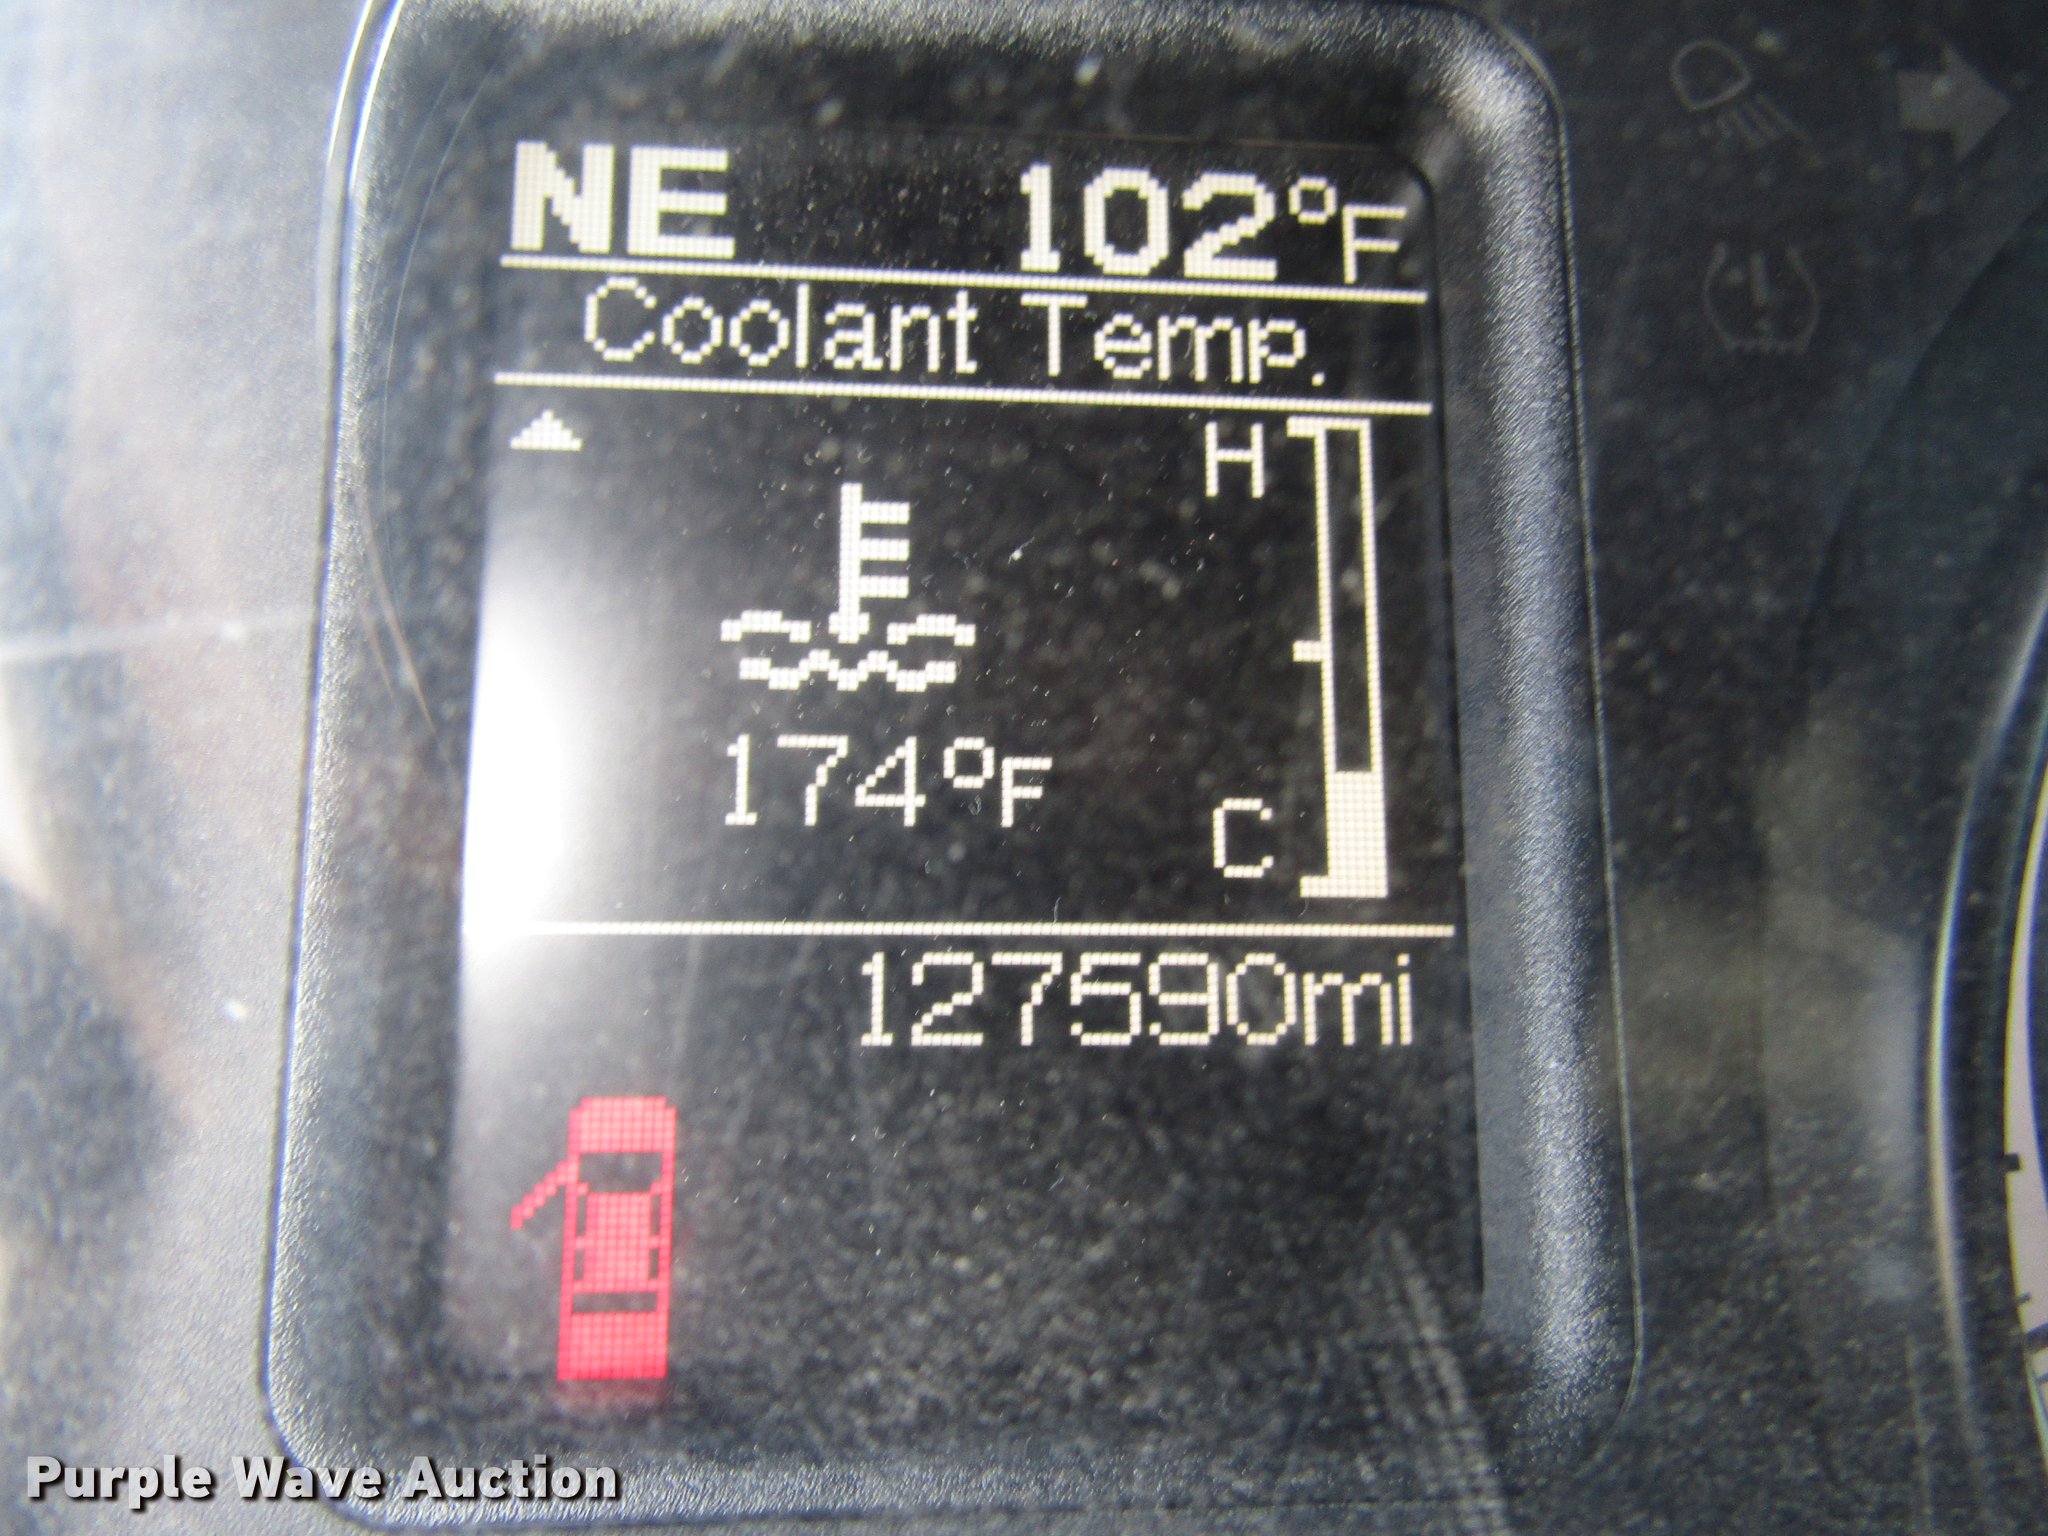 NE 102°F
Coolant Temp.
H
174°F
C
127590mi
Purple Wave Auction